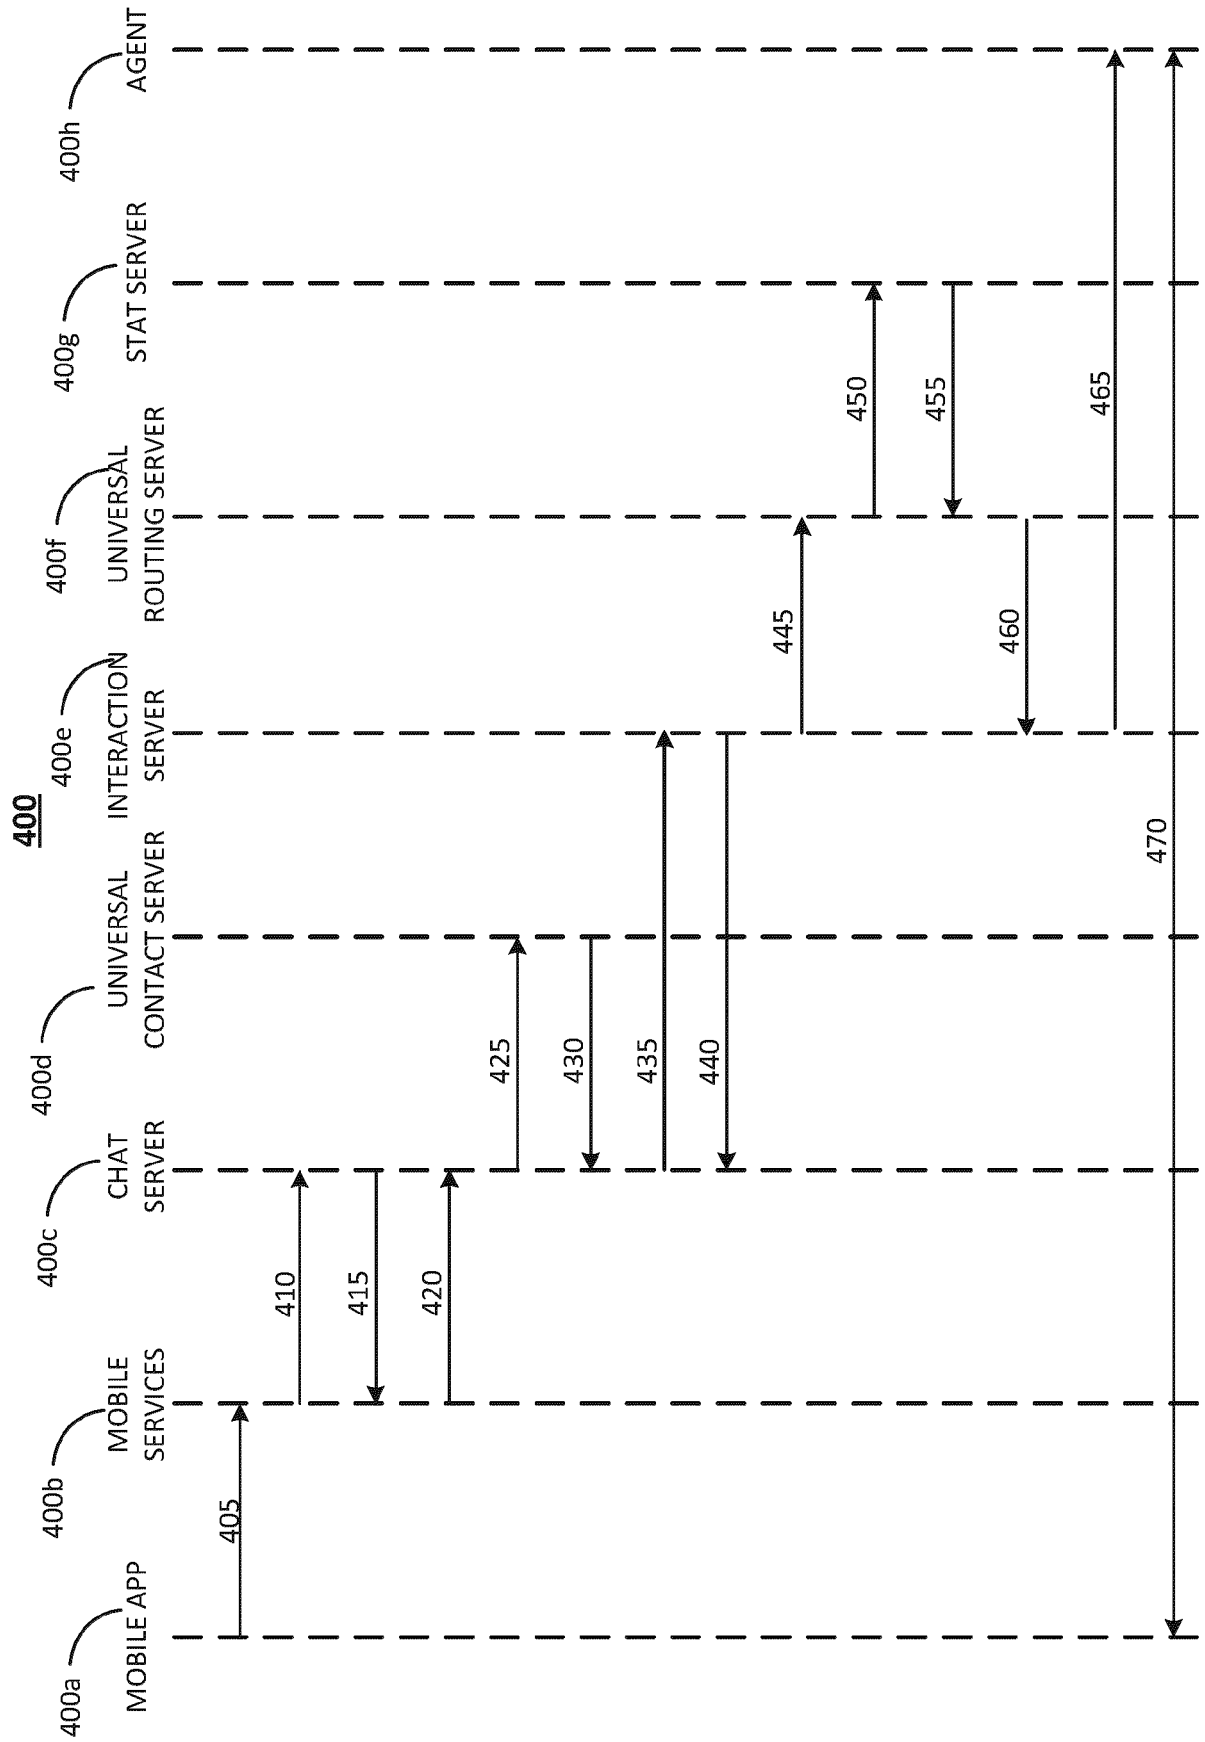 400
400a
MOBILE APP
400b
MOBILE
SERVICES
400c
CHAT
SERVER
400d
UNIVERSAL
CONTACT SERVER
400e
INTERACTION
SERVER
400f
UNIVERSAL
ROUTING SERVER
400g
STAT SERVER
400h
AGENT
405
410
415
420
425
430
435
440
445
450
455
460
465
470